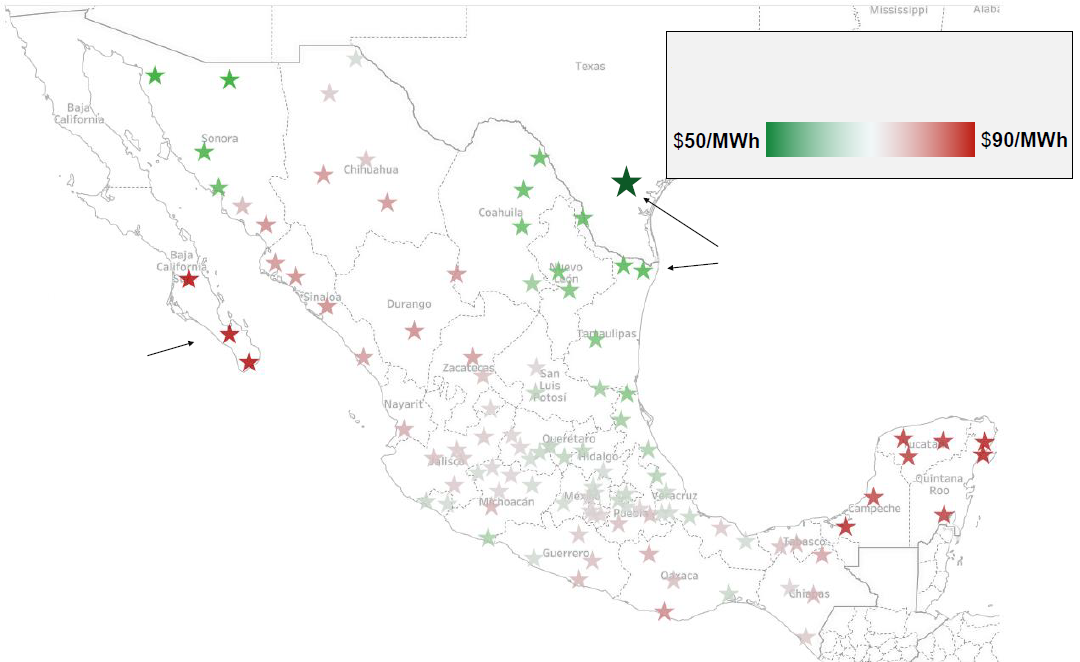 Mississippi
Alaba
Texas
$50/MWh
$90/MWh
Baja
California
Sonora
Chihuahua
Coahuila
Baja
California
S
Nuevo
León
Sinaloa
Durango
Tamaulipas
Zacatecas
San
Luis
Potosí
Nayarit
Querétaro
Hidalgo
Jalisco
Yucata
Quintana
Roo
Michoacán
México
Puebla
Veracruz
Campeche
Tabasco
Guerrero
Oaxaca
Chiapas